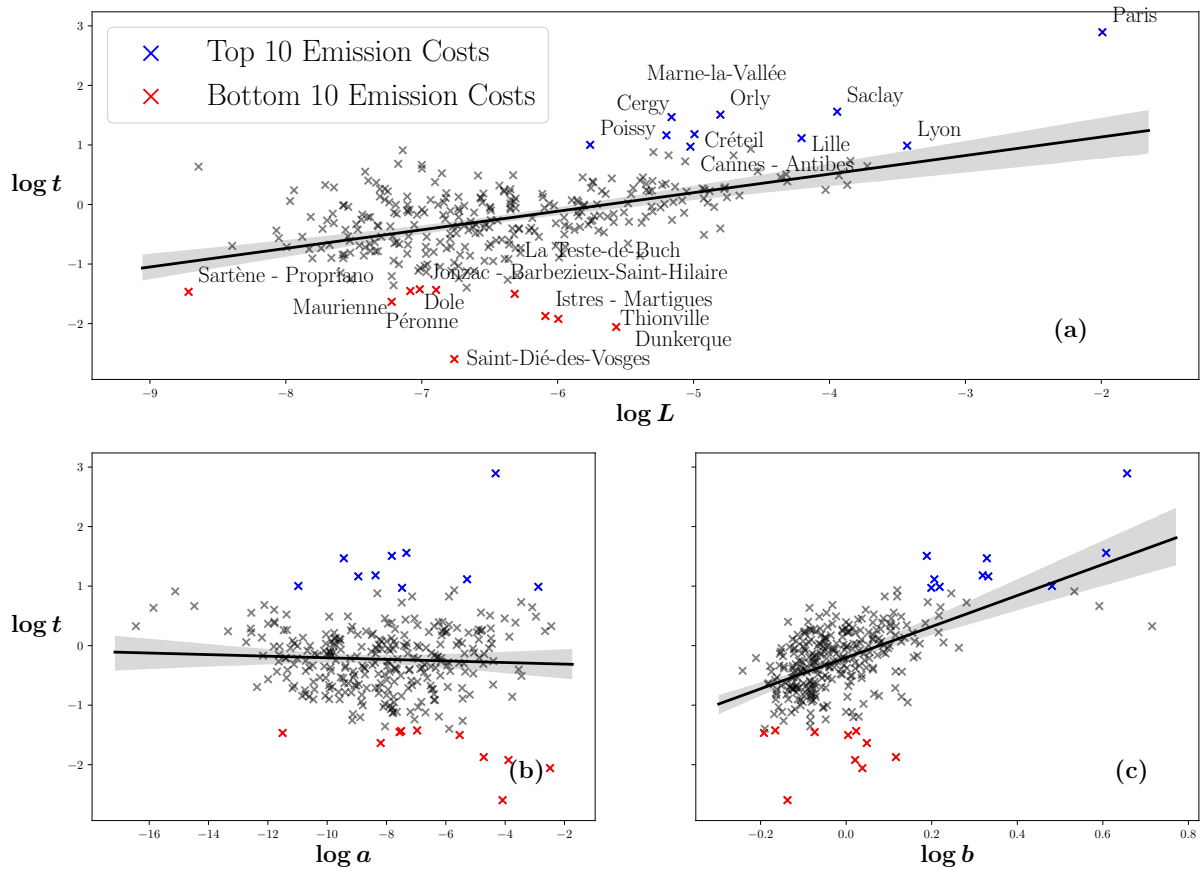 3
2
1
0
−1
−2
log t
Top 10 Emission Costs
Bottom 10 Emission Costs
Paris
Marne-la-Vallée
Cergy
Orly
Saclay
Poissy
Créteil
Lille
Lyon
Cannes - Antibes
La Teste-de-Buch
Sartène - Propriano
Jonzac - Barbezieux-Saint-Hilaire
Maurienne
Dole
Istres - Martigues
Péronne
Thionville
Dunkerque
Saint-Dié-des-Vosges
(a)
−9 −8 −7 −6 −5 −4 −3 −2
log L
3
2
1
0
−1
−2
log t
(b)
−16 −14 −12 −10 −8 −6 −4 −2
log a
(c)
−0.2 0.0 0.2 0.4 0.6 0.8
log b